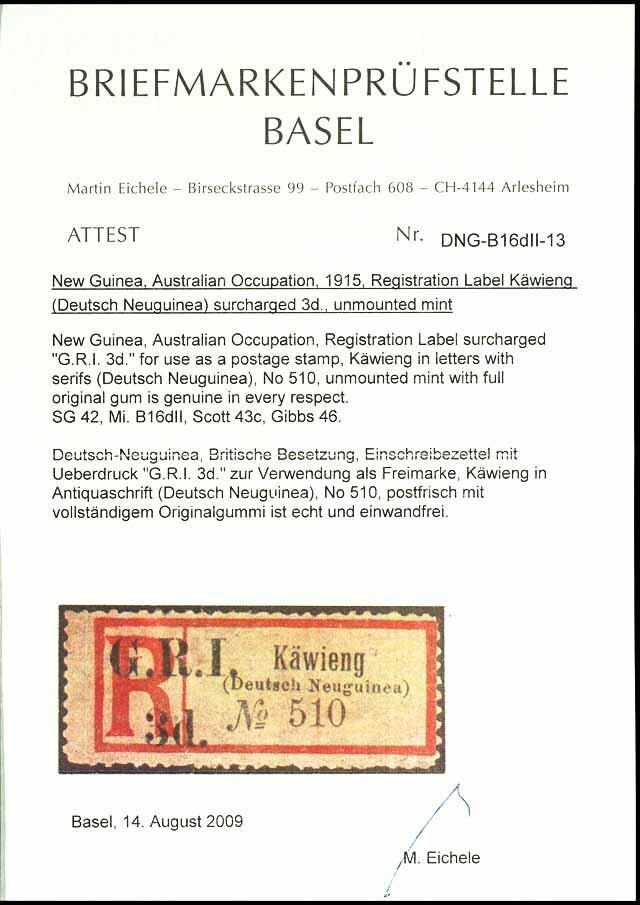 BRIEFMARKENPRÜFSTELLE
BASEL
Martin Eichele – Birseckstrasse 99 – Postfach 608 – CH-4144 Arlesheim
ATTEST Nr. DNG-B16dII-13
New Guinea, Australian Occupation, 1915, Registration Label Käwieng
(Deutsch Neuguinea) surcharged 3d., unmounted mint
New Guinea, Australian Occupation, Registration Label surcharged
"G.R.I. 3d." for use as a postage stamp, Käwieng in letters with
serifs (Deutsch Neuguinea), No 510, unmounted mint with full
original gum is genuine in every respect.
SG 42, Mi. B16dII, Scott 43c, Gibbs 46.
Deutsch-Neuguinea, Britische Besetzung, Einschreibezettel mit
Ueberdruck "G.R.I. 3d." zur Verwendung als Freimarke, Käwieng in
Antiquaschrift (Deutsch Neuguinea), No 510, postfrisch mit
vollständigem Originalgummi ist echt und einwandfrei.
R
G.R.I.
3d.
Käwieng
(Deutsch Neuguinea)
№ 510
Basel, 14. August 2009
M. Eichele